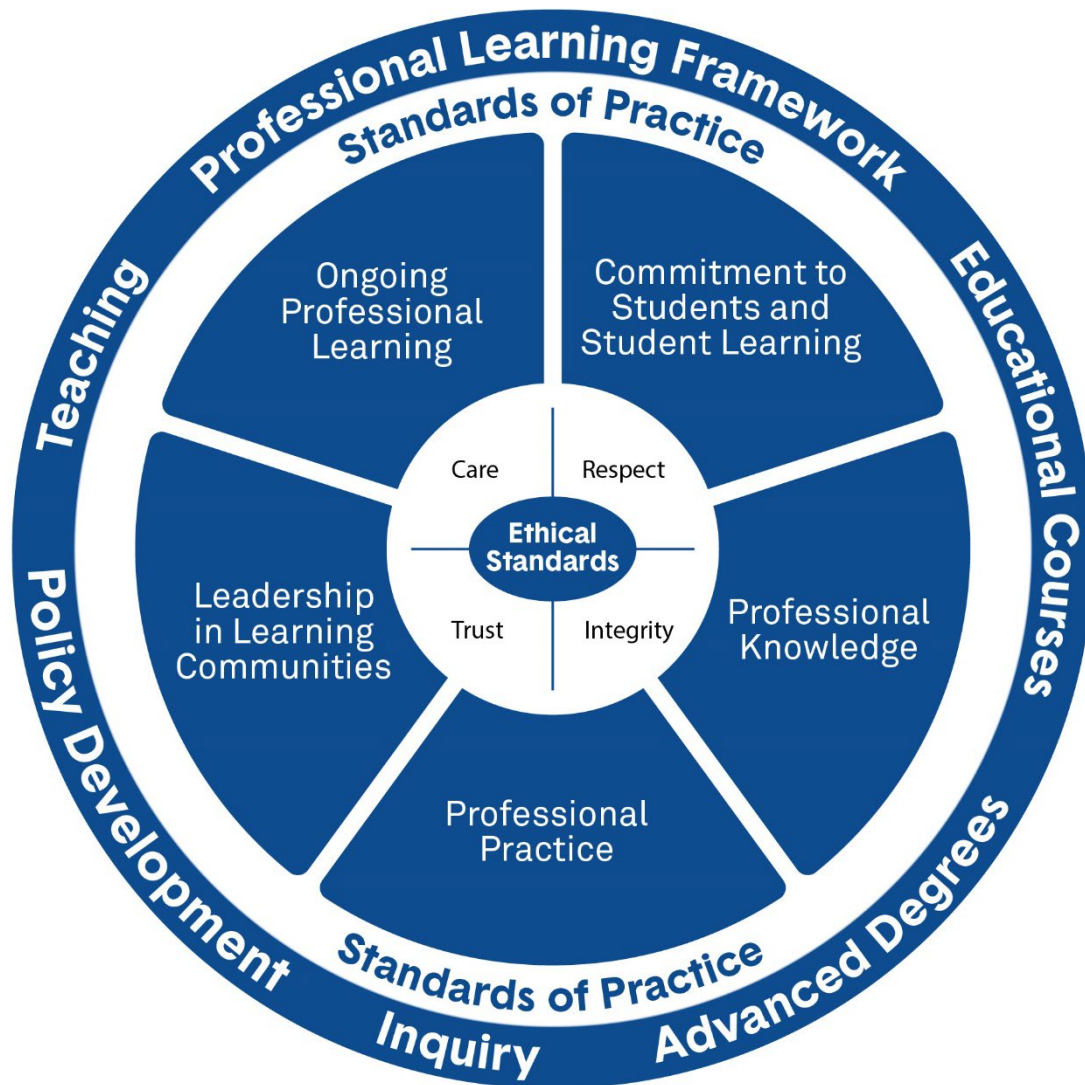 Professional Learning Framework
Standards of Practice
Teaching
Educational Courses
Ongoing
Professional
Learning
Commitment to
Students and
Student Learning
Care
Respect
Ethical
Standards
Trust
Integrity
Leadership
in Learning
Communities
Professional
Knowledge
Professional
Practice
Standards of Practice
Policy Development
Inquiry
Advanced Degrees